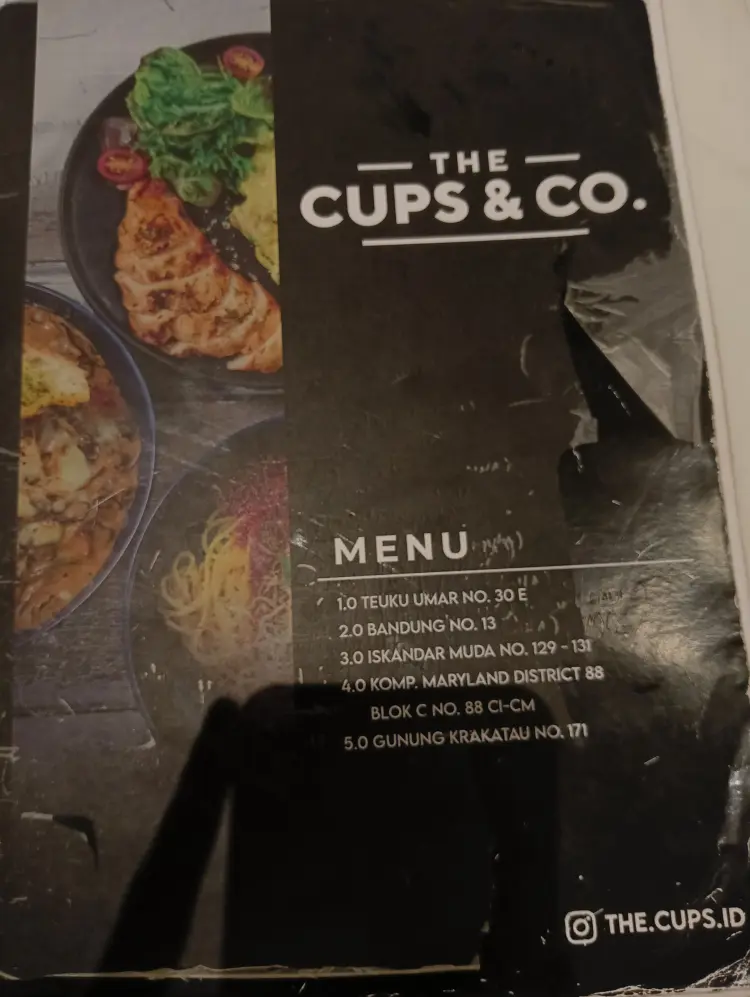 THE
CUPS & CO.
MENU
1.0 TEUKU UMAR NO. 30 E
2.0 BANDUNG NO. 13
3.0 ISKANDAR MUDA NO. 129 - 131
4.0 KOMP. MARYLAND DISTRICT 88
BLOK C NO. 88 CI-CM
5.0 GUNUNG KRAKATAU NO. 171
THE.CUPS.ID